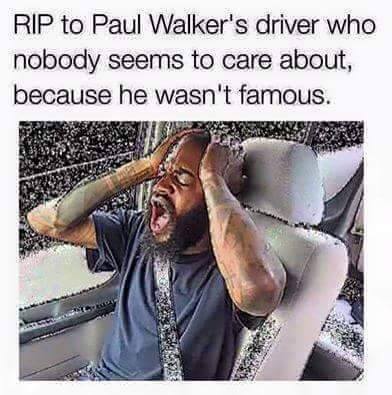 RIP to Paul Walker's driver who
nobody seems to care about,
because he wasn't famous.